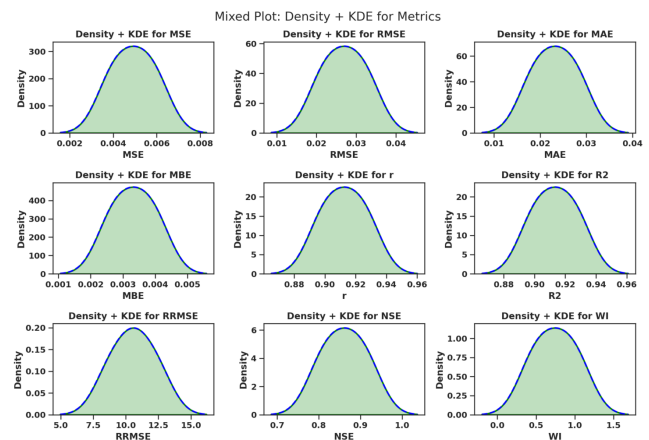 Mixed Plot: Density + KDE for Metrics
Density + KDE for MSE
Density + KDE for RMSE
Density + KDE for MAE
Density
300
200
100
0
0.002 0.004 0.006 0.008
MSE
Density
60
40
20
0
0.01 0.02 0.03 0.04
RMSE
Density
60
40
20
0
0.01 0.02 0.03 0.04
MAE
Density + KDE for MBE
Density + KDE for r
Density + KDE for R2
Density
400
300
200
100
0
0.001 0.002 0.003 0.004 0.005
MBE
Density
20
15
10
5
0
0.88 0.90 0.92 0.94 0.96
r
Density
20
15
10
5
0
0.88 0.90 0.92 0.94 0.96
R2
Density + KDE for RRMSE
Density + KDE for NSE
Density + KDE for WI
Density
0.20
0.15
0.10
0.05
0.00
5.0 7.5 10.0 12.5 15.0
RRMSE
Density
6
4
2
0
0.7 0.8 0.9 1.0
NSE
Density
1.00
0.75
0.50
0.25
0.00
0.0 0.5 1.0 1.5
WI